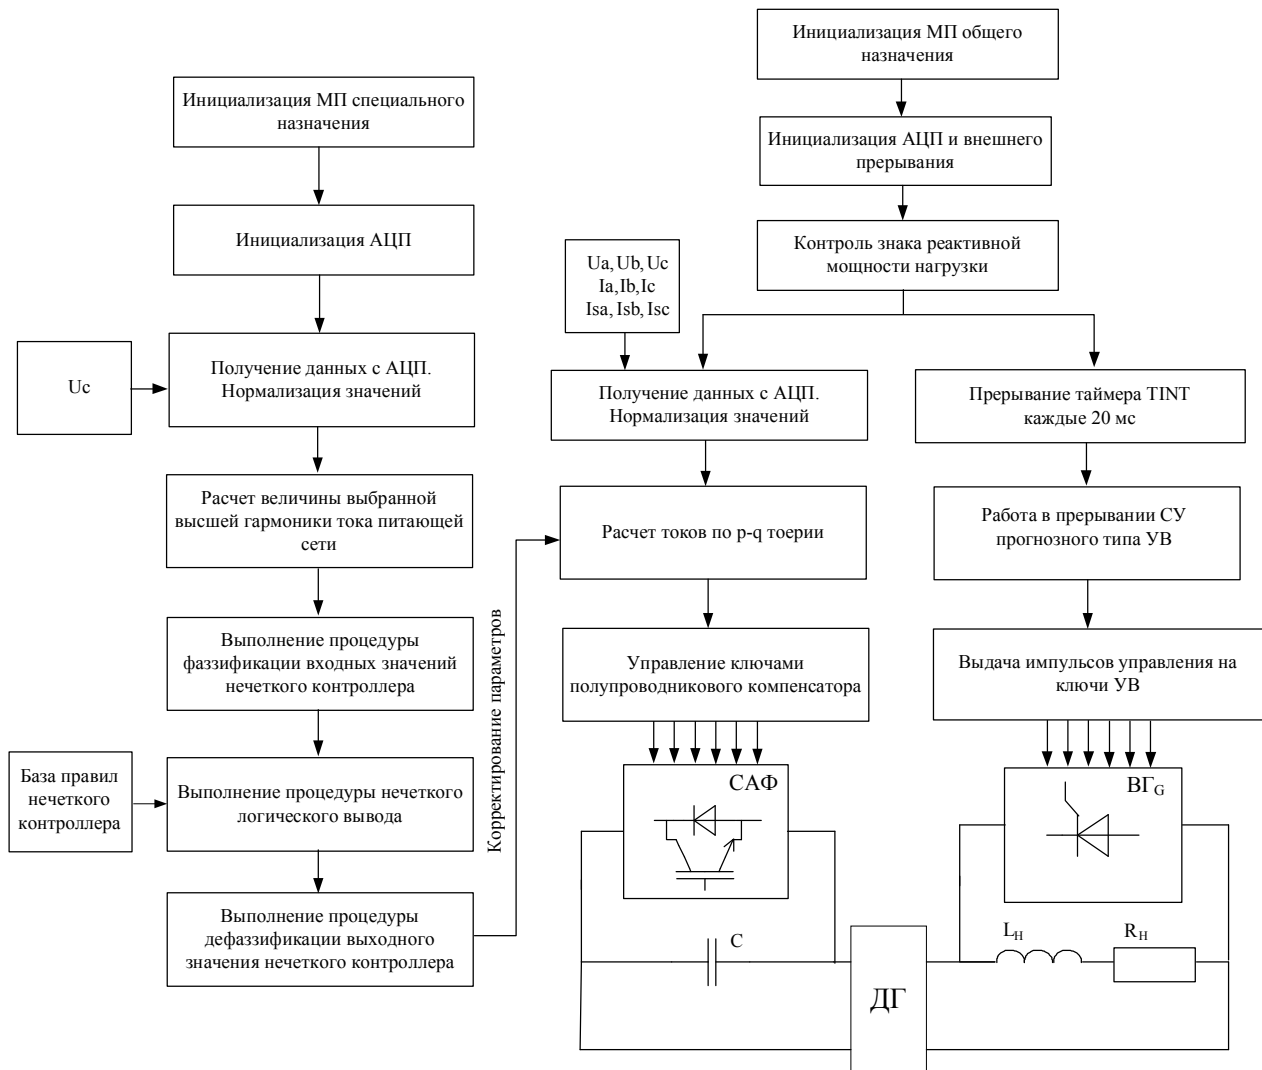 Инициализация МП специального
назначения
Инициализация АЦП
Uc
Получение данных с АЦП.
Нормализация значений
Расчет величины выбранной
высшей гармоники тока питающей
сети
Выполнение процедуры
фаззификации входных значений
нечеткого контроллера
База правил
нечеткого
контроллера
Выполнение процедуры нечеткого
логического вывода
Выполнение процедуры
дефаззификации выходного
значения нечеткого контроллера
Корректирование параметров
Инициализация МП общего
назначения
Инициализация АЦП и внешнего
прерывания
Контроль знака реактивной
мощности нагрузки
Ua, Ub, Uc
Ia, Ib, Ic
Isa, Isb, Isc
Получение данных с АЦП.
Нормализация значений
Расчет токов по p-q тоерии
Управление ключами
полупроводникового компенсатора
САФ
C
Прерывание таймера TINT
каждые 20 мс
Работа в прерывании СУ
прогнозного типа УВ
Выдача импульсов управления на
ключи УВ
ВГG
LН
RН
ДГ